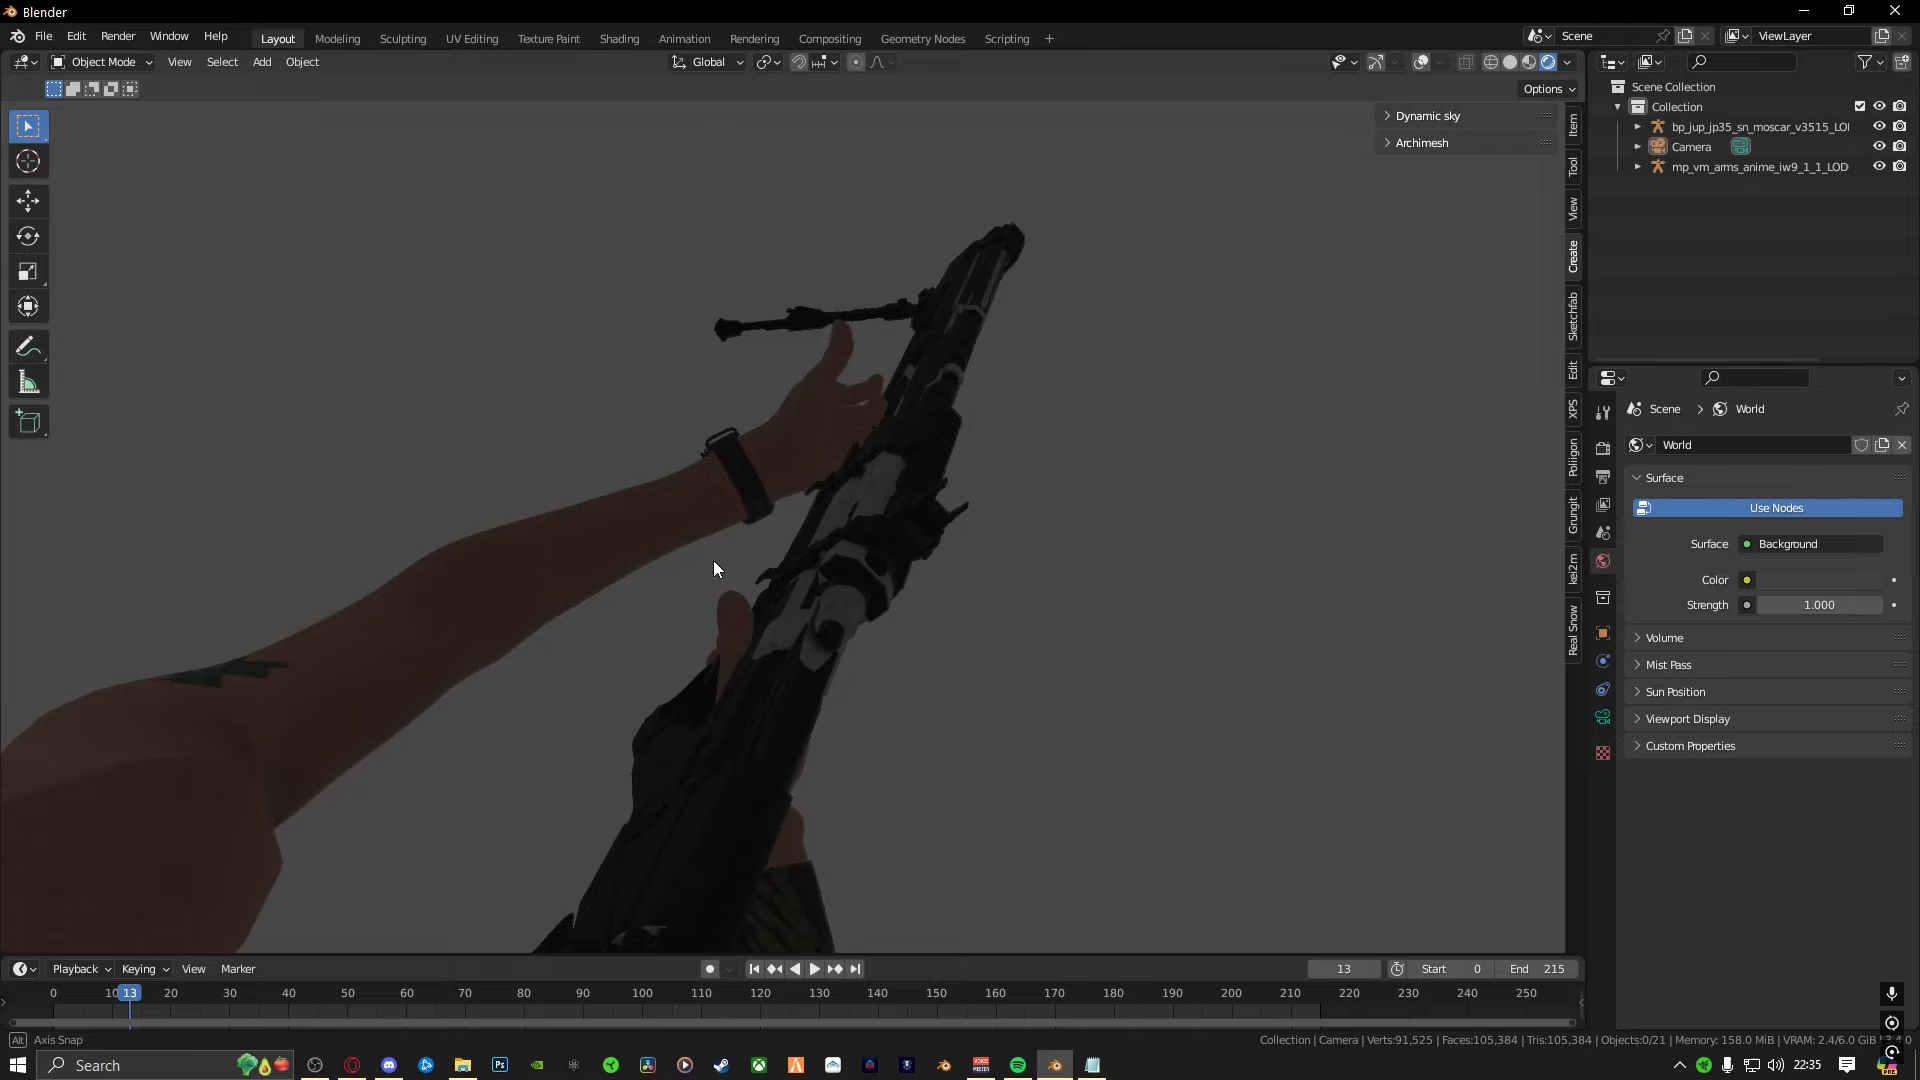 Blender
File Edit Render Window Help
Layout Modeling Sculpting UV Editing Texture Paint Shading Animation Rendering Compositing Geometry Nodes Scripting +
Scene
ViewLayer
Object Mode View Select Add Object
Global
Options
Dynamic sky
Archimesh
Item
Tool
View
Create
Sketchfab
Edit
XPS
Poliigon
Grungit
kei2m
Real Snow
Scene Collection
Collection
bp_jup_jp35_sn_moscar_v3515_LOI
Camera
mp_vm_arms_anime_iw9_1_1_LOD
Scene > World
World
Surface
Use Nodes
Surface Background
Color
Strength 1.000
Volume
Mist Pass
Sun Position
Viewport Display
Custom Properties
Playback Keying View Marker
13 Start 0 End 215
0 10 13 20 30 40 50 60 70 80 90 100 110 120 130 140 150 160 170 180 190 200 210 220 230 240 250
Alt Axis Snap
Collection | Camera | Verts:91,525 | Faces:105,384 | Tris:105,384 | Objects:0/21 | Memory: 158.0 MiB | VRAM: 2.4/6.0 GiB
Search
22:35